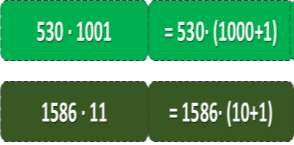 530 · 1001 = 530· (1000+1)
1586 · 11 = 1586· (10+1)